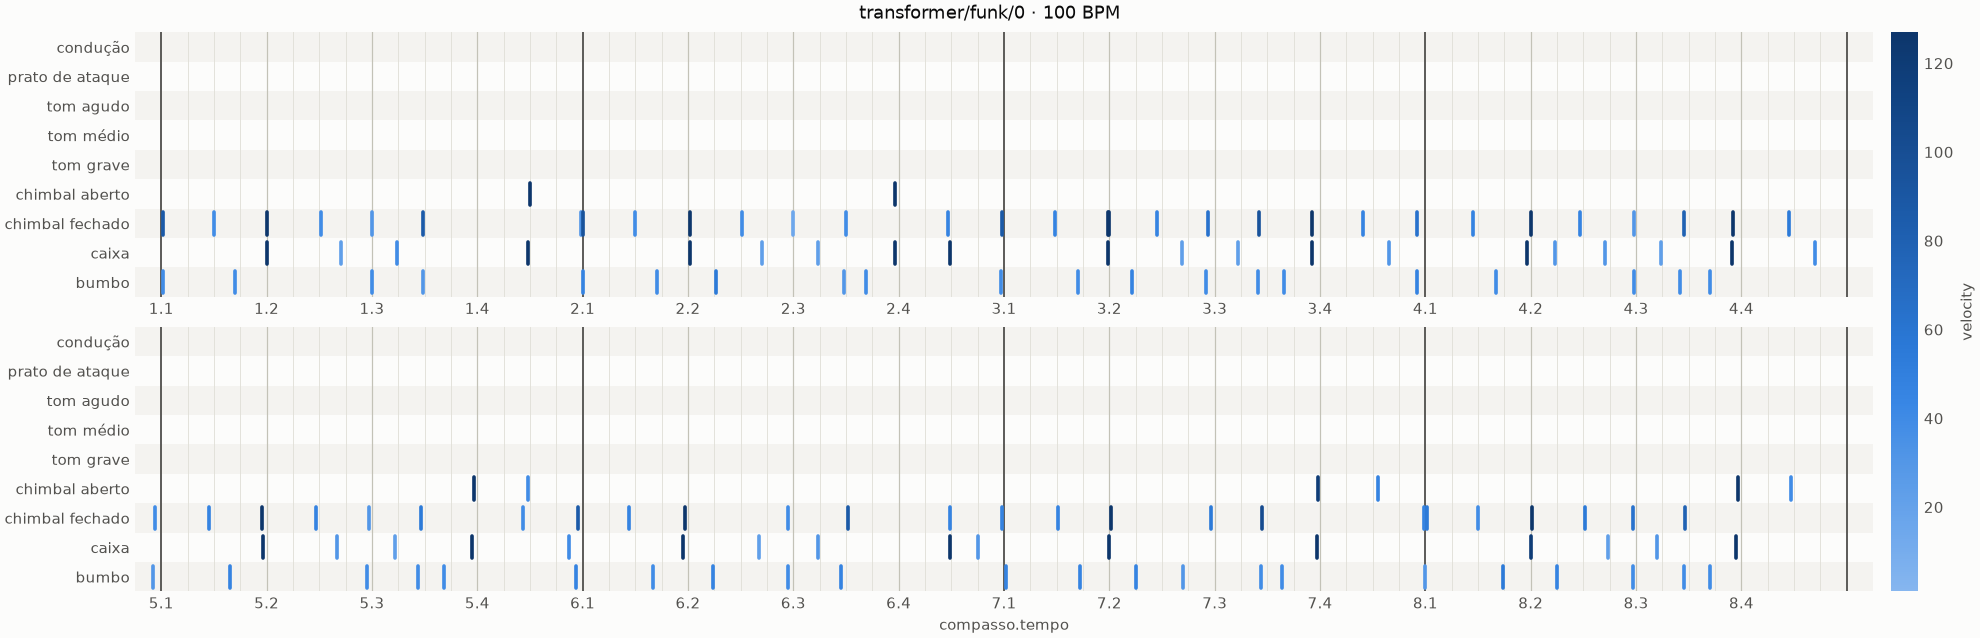 transformer/funk/0 · 100 BPM
condução
prato de ataque
tom agudo
tom médio
tom grave
chimbal aberto
chimbal fechado
caixa
bumbo
1.1 1.2 1.3 1.4 2.1 2.2 2.3 2.4 3.1 3.2 3.3 3.4 4.1 4.2 4.3 4.4
condução
prato de ataque
tom agudo
tom médio
tom grave
chimbal aberto
chimbal fechado
caixa
bumbo
5.1 5.2 5.3 5.4 6.1 6.2 6.3 6.4 7.1 7.2 7.3 7.4 8.1 8.2 8.3 8.4
compasso.tempo
120
100
80
60
40
20
velocity